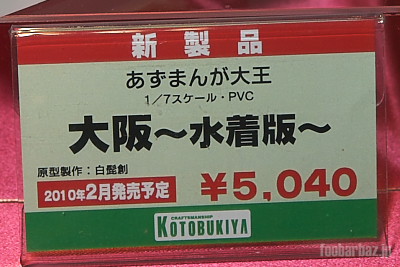 新製品
あずまんが大王
1/7スケール・PVC
大阪〜水着版〜
原型製作：白髭創
2010年2月発売予定
￥5,040
CRAFTSMANSHIP
KOTOBUKIYA
foobarbaz.jp